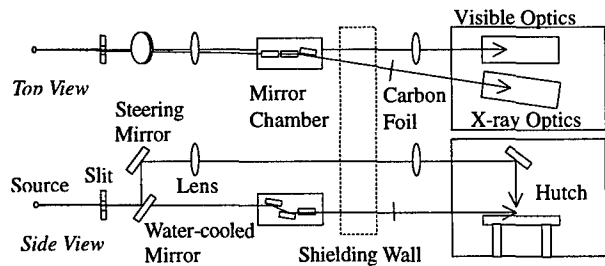 Visible Optics
Top View
Mirror
Chamber
Carbon
Foil
X-ray Optics
Steering
Mirror
Source
Slit
Lens
Hutch
Side View
Water-cooled
Mirror
Shielding Wall